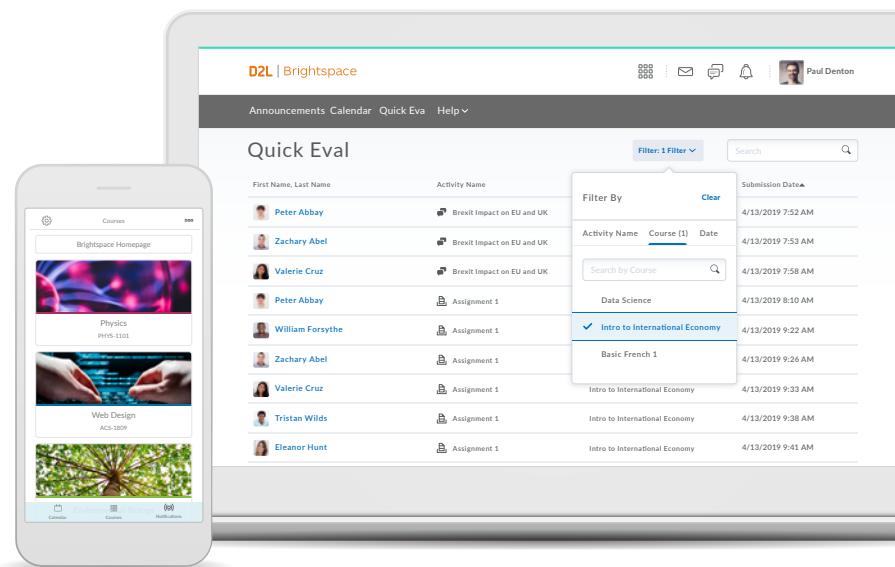 D2L | Brightspace
Paul Denton
Announcements Calendar Quick Eva Help
Quick Eval
Filter: 1 Filter
Search
First Name, Last Name Activity Name Submission Date
Peter Abbay Brexit Impact on EU and UK 4/13/2019 7:52 AM
Zachary Abel Brexit Impact on EU and UK 4/13/2019 7:53 AM
Valerie Cruz Brexit Impact on EU and UK 4/13/2019 7:58 AM
Peter Abbay Assignment 1 4/13/2019 8:10 AM
William Forsythe Assignment 1 4/13/2019 9:22 AM
Zachary Abel Assignment 1 4/13/2019 9:26 AM
Valerie Cruz Assignment 1 Intro to International Economy 4/13/2019 9:33 AM
Tristan Wilds Assignment 1 Intro to International Economy 4/13/2019 9:38 AM
Eleanor Hunt Assignment 1 Intro to International Economy 4/13/2019 9:41 AM
Filter By Clear
Activity Name Course (1) Date
Search by Course
Data Science
Intro to International Economy
Basic French 1
Courses
Brightspace Homepage
Physics
PHYS-1101
Web Design
ACS-1809
Calendar Courses Notifications